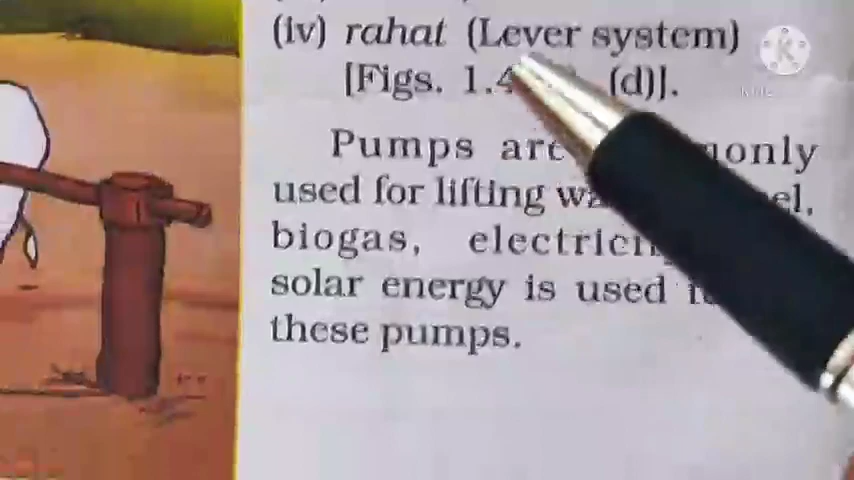 (iv) rahat (Lever system)
[Figs. 1.4 (d)].
Pumps are
used for lifting
biogas,
solar energy is used
these pumps.